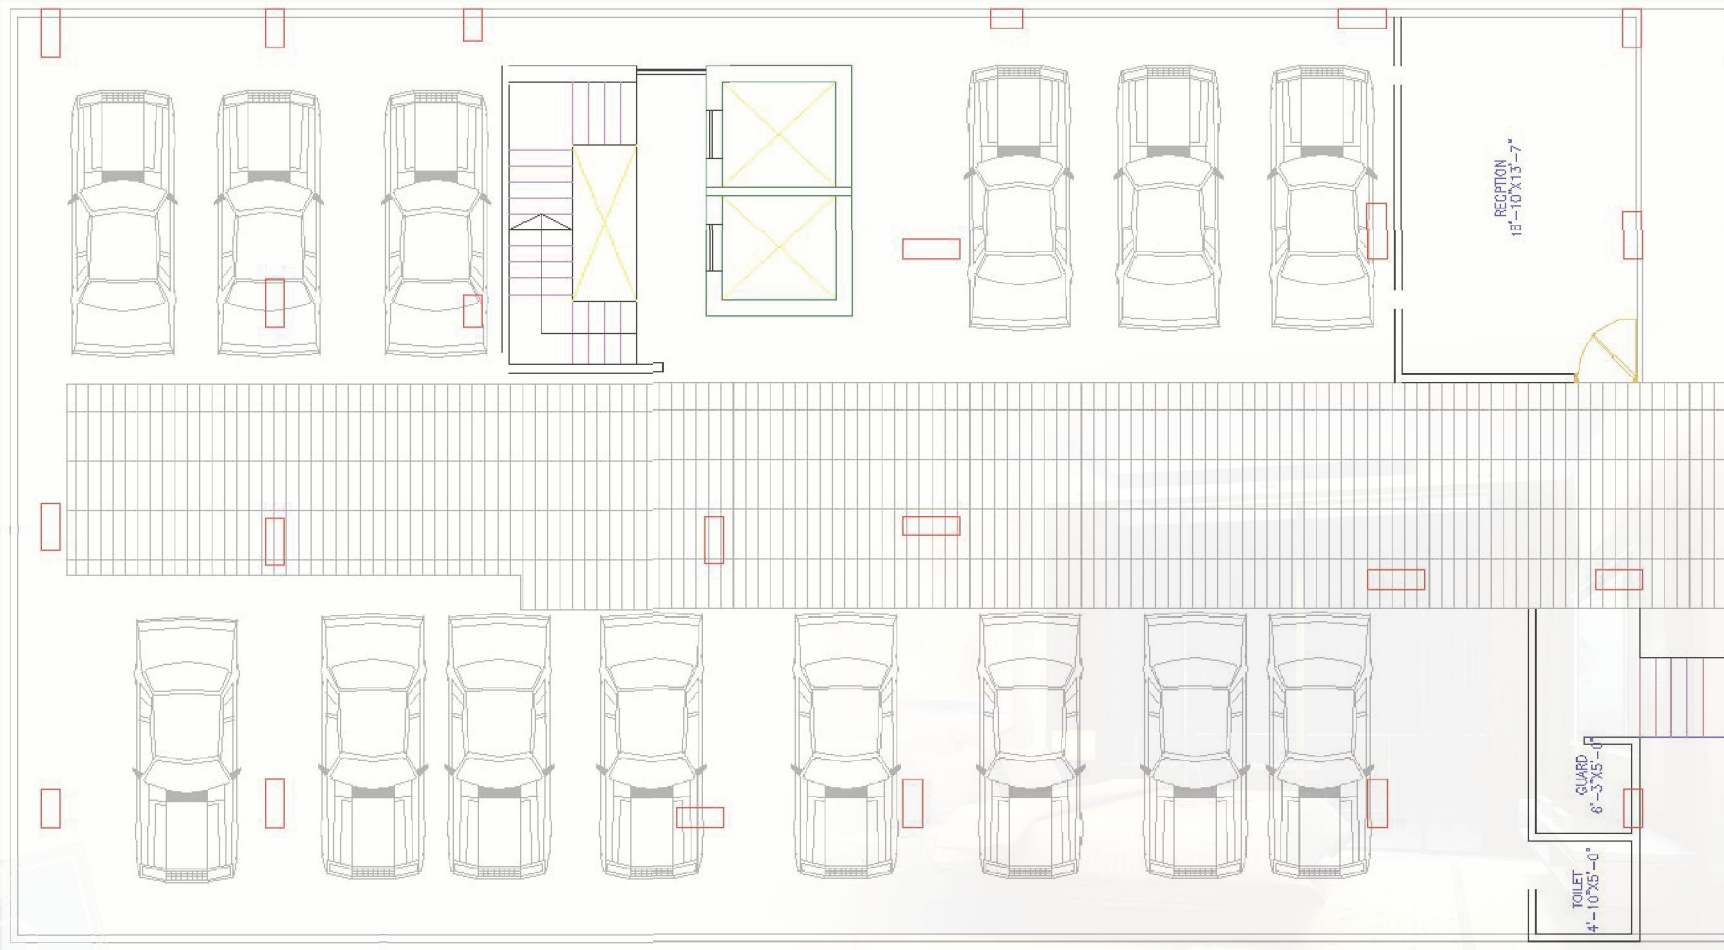 RECPTION
18'-10"X13'-7"
GUARD
6'-3"X5'-0"
TOILET
4'-10"X5'-0"